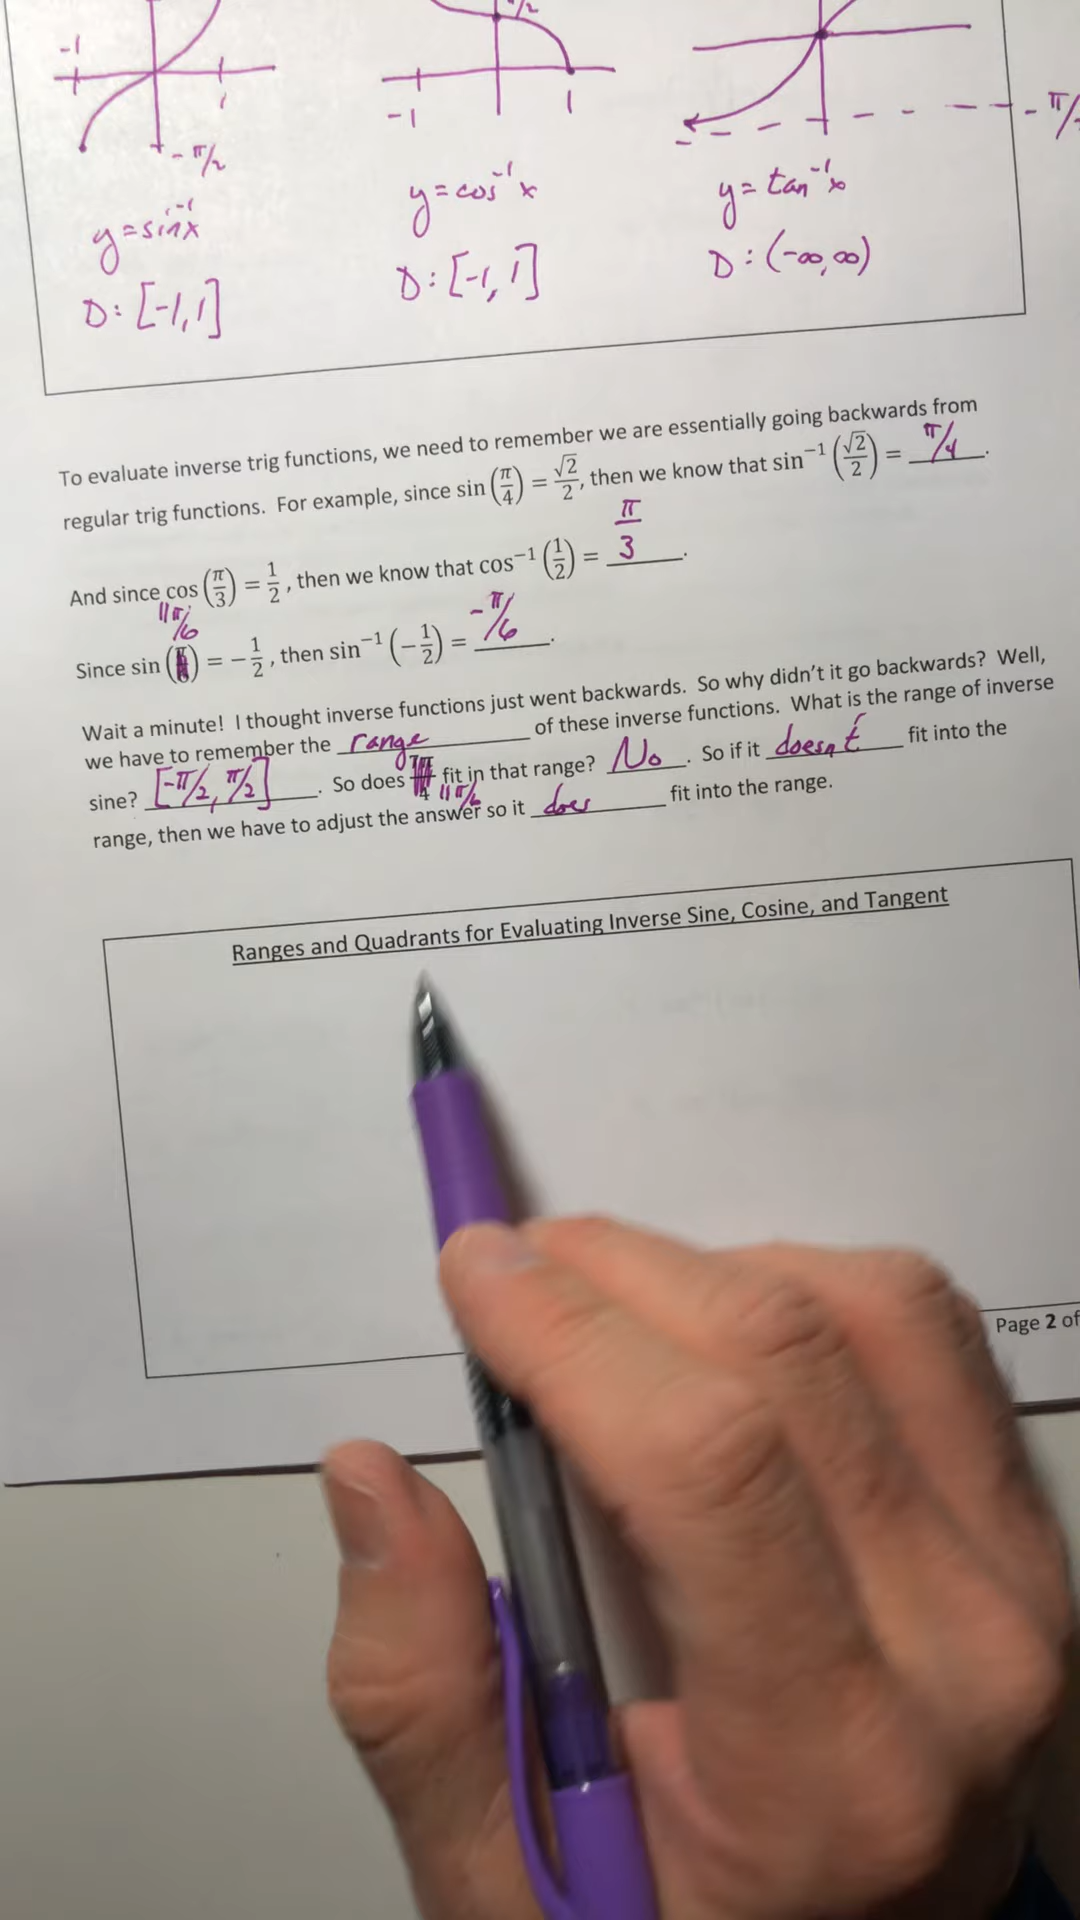 π/2
-1
1
-1
1
- π/
- π/2
y = sin⁻¹x
y = cos⁻¹x
y = tan⁻¹x
D: [-1, 1]
D: [-1, 1]
D: (-∞, ∞)
To evaluate inverse trig functions, we need to remember we are essentially going backwards from
regular trig functions. For example, since sin (π/4) = √2/2, then we know that sin⁻¹ (√2/2) = π/4.
And since cos (π/3) = 1/2, then we know that cos⁻¹ (1/2) = π/3.
11π/6
Since sin ( ) = −1/2, then sin⁻¹ (−1/2) = -π/6.
Wait a minute! I thought inverse functions just went backwards. So why didn't it go backwards? Well,
we have to remember the range of these inverse functions. What is the range of inverse
sine? [-π/2, π/2]. So does 11π/6 fit in that range? No. So if it doesn't fit into the
range, then we have to adjust the answer so it does fit into the range.
Ranges and Quadrants for Evaluating Inverse Sine, Cosine, and Tangent
Page 2 of